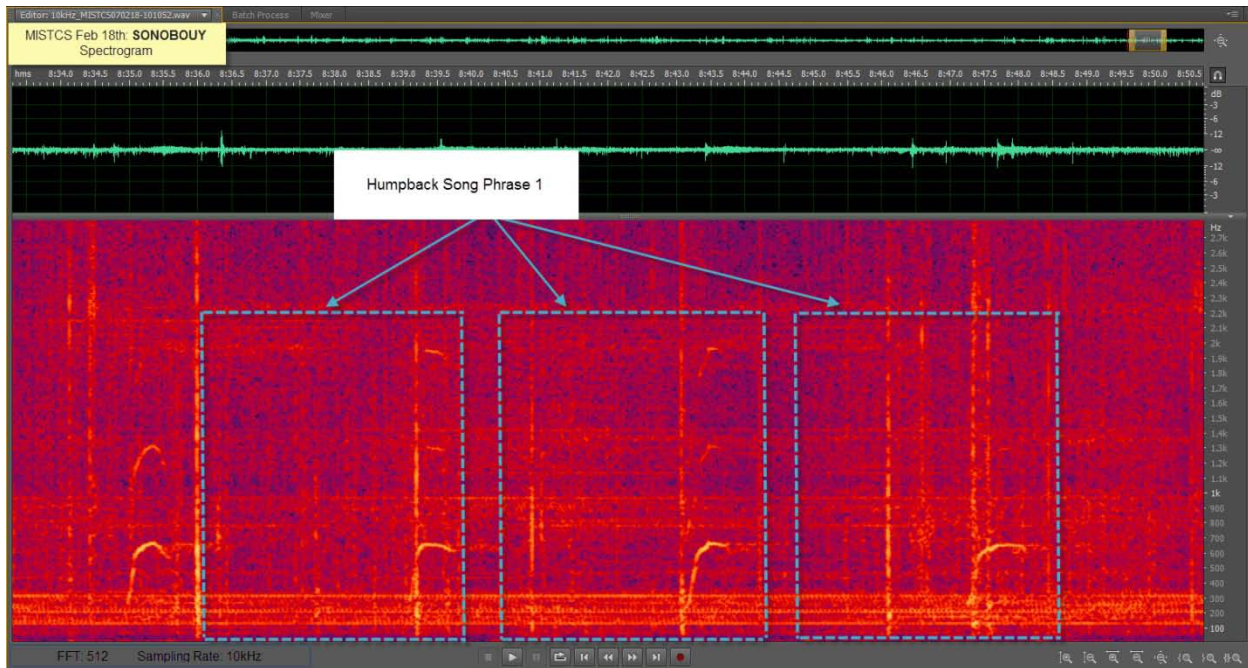 Editor: 10kHz_MISTCS070218-101052.wav Batch Process Mixer
MISTCS Feb 18th: SONOBOUY
Spectrogram
hms 8:34.0 8:34.5 8:35.0 8:35.5 8:36.0 8:36.5 8:37.0 8:37.5 8:38.0 8:38.5 8:39.0 8:39.5 8:40.0 8:40.5 8:41.0 8:41.5 8:42.0 8:42.5 8:43.0 8:43.5 8:44.0 8:44.5 8:45.0 8:45.5 8:46.0 8:46.5 8:47.0 8:47.5 8:48.0 8:48.5 8:49.0 8:49.5 8:50.0 8:50.5
dB
-3
-6
-12
-∞
-12
-6
-3
Humpback Song Phrase 1
Hz
2.7k
2.6k
2.5k
2.4k
2.3k
2.2k
2.1k
2k
1.9k
1.8k
1.7k
1.6k
1.5k
1.4k
1.3k
1.2k
1.1k
1k
900
800
700
600
500
400
300
200
100
FFT: 512 Sampling Rate: 10kHz